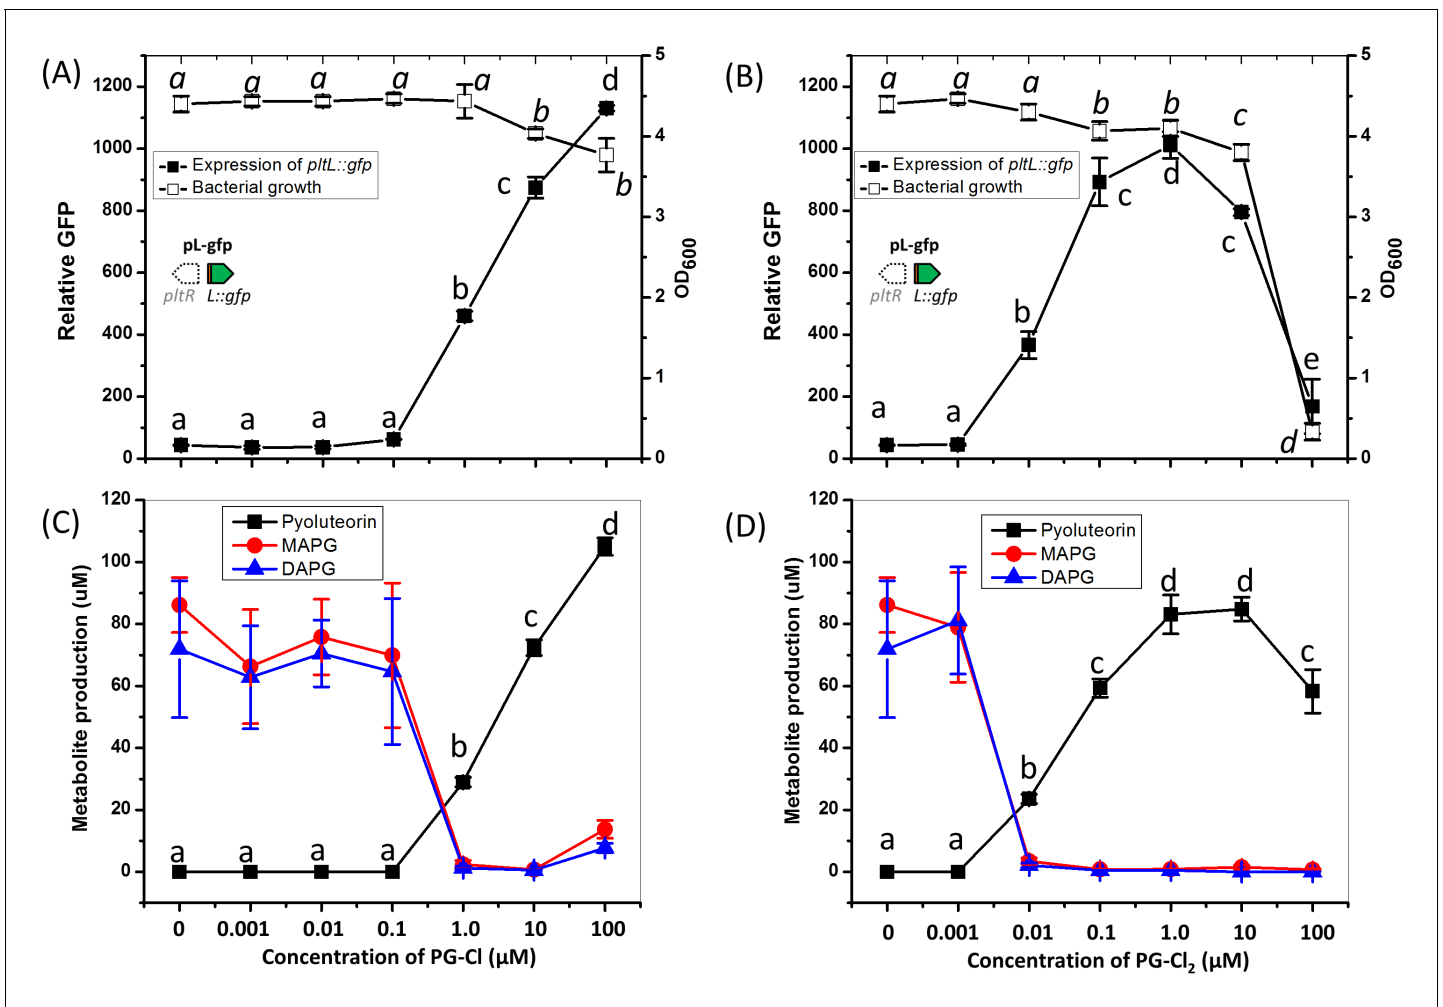 (A)
1200
1000
800
600
400
200
0
Relative GFP
5
4
3
2
1
0
OD600
a a a a a b b
Expression of pltL::gfp
Bacterial growth
pL-gfp
pltR L::gfp
a a a a b c d
(B)
1200
1000
800
600
400
200
0
Relative GFP
5
4
3
2
1
0
OD600
a a a b b c d
Expression of pltL::gfp
Bacterial growth
pL-gfp
pltR L::gfp
a a b c d c e
(C)
120
100
80
60
40
20
0
Metabolite production (uM)
Pyoluteorin
MAPG
DAPG
a a a a b c d
0 0.001 0.01 0.1 1.0 10 100
Concentration of PG-Cl (μM)
(D)
120
100
80
60
40
20
0
Metabolite production (uM)
Pyoluteorin
MAPG
DAPG
a a b c d d c
0 0.001 0.01 0.1 1.0 10 100
Concentration of PG-Cl2 (μM)